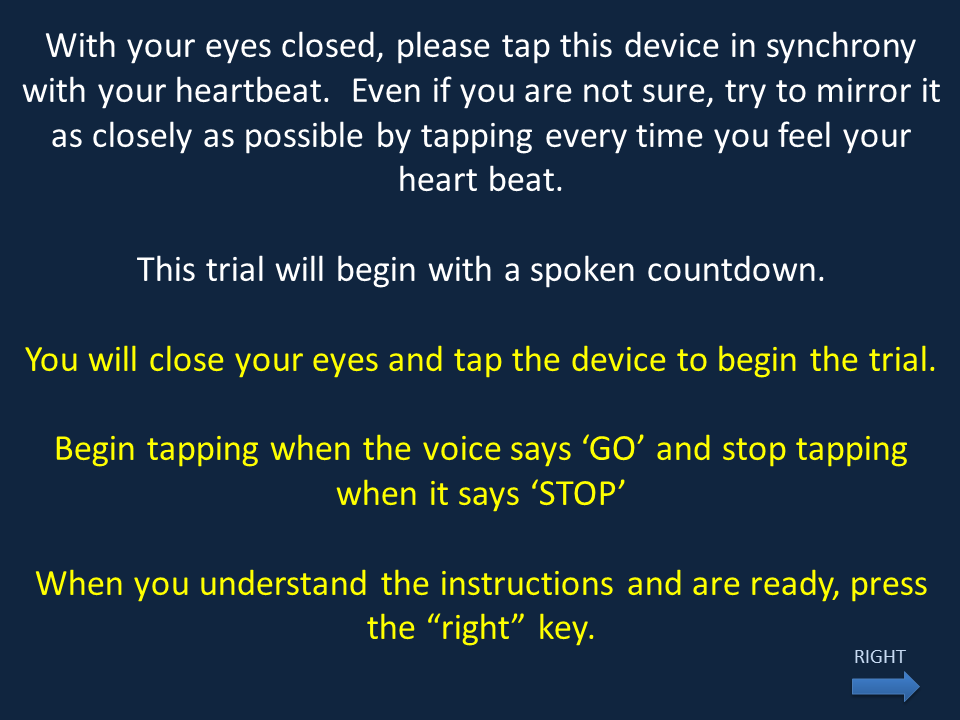 With your eyes closed, please tap this device in synchrony
with your heartbeat.  Even if you are not sure, try to mirror it
as closely as possible by tapping every time you feel your
heart beat.
This trial will begin with a spoken countdown.
You will close your eyes and tap the device to begin the trial.
Begin tapping when the voice says ‘GO’ and stop tapping
when it says ‘STOP’
When you understand the instructions and are ready, press
the “right” key.
RIGHT